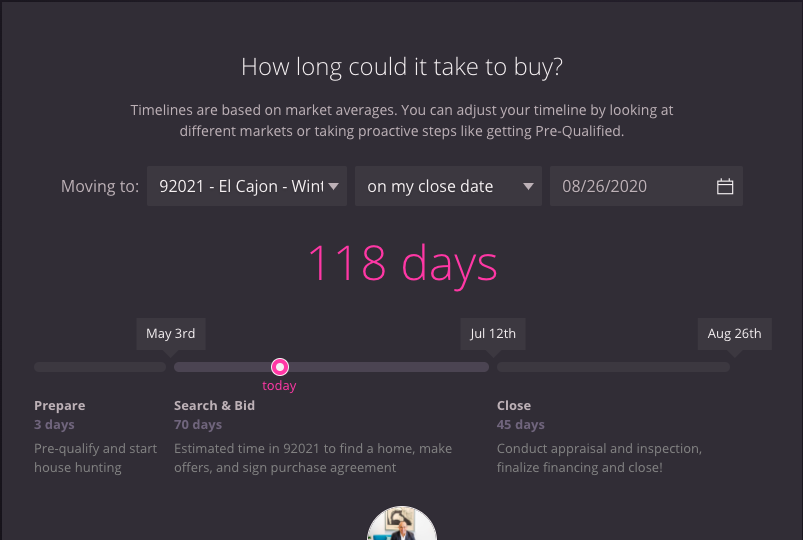 How long could it take to buy?
Timelines are based on market averages. You can adjust your timeline by looking at
different markets or taking proactive steps like getting Pre-Qualified.
Moving to: 92021 - El Cajon - Wint on my close date 08/26/2020
118 days
May 3rd Jul 12th Aug 26th
today
Prepare Search & Bid Close
3 days 70 days 45 days
Pre-qualify and start Estimated time in 92021 to find a home, make Conduct appraisal and inspection,
house hunting offers, and sign purchase agreement finalize financing and close!